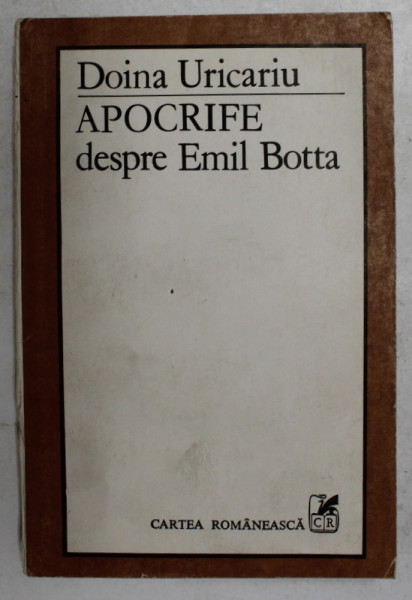 Doina Uricariu
APOCRIFE
despre Emil Botta
CARTEA ROMÂNEASCĂ
CR